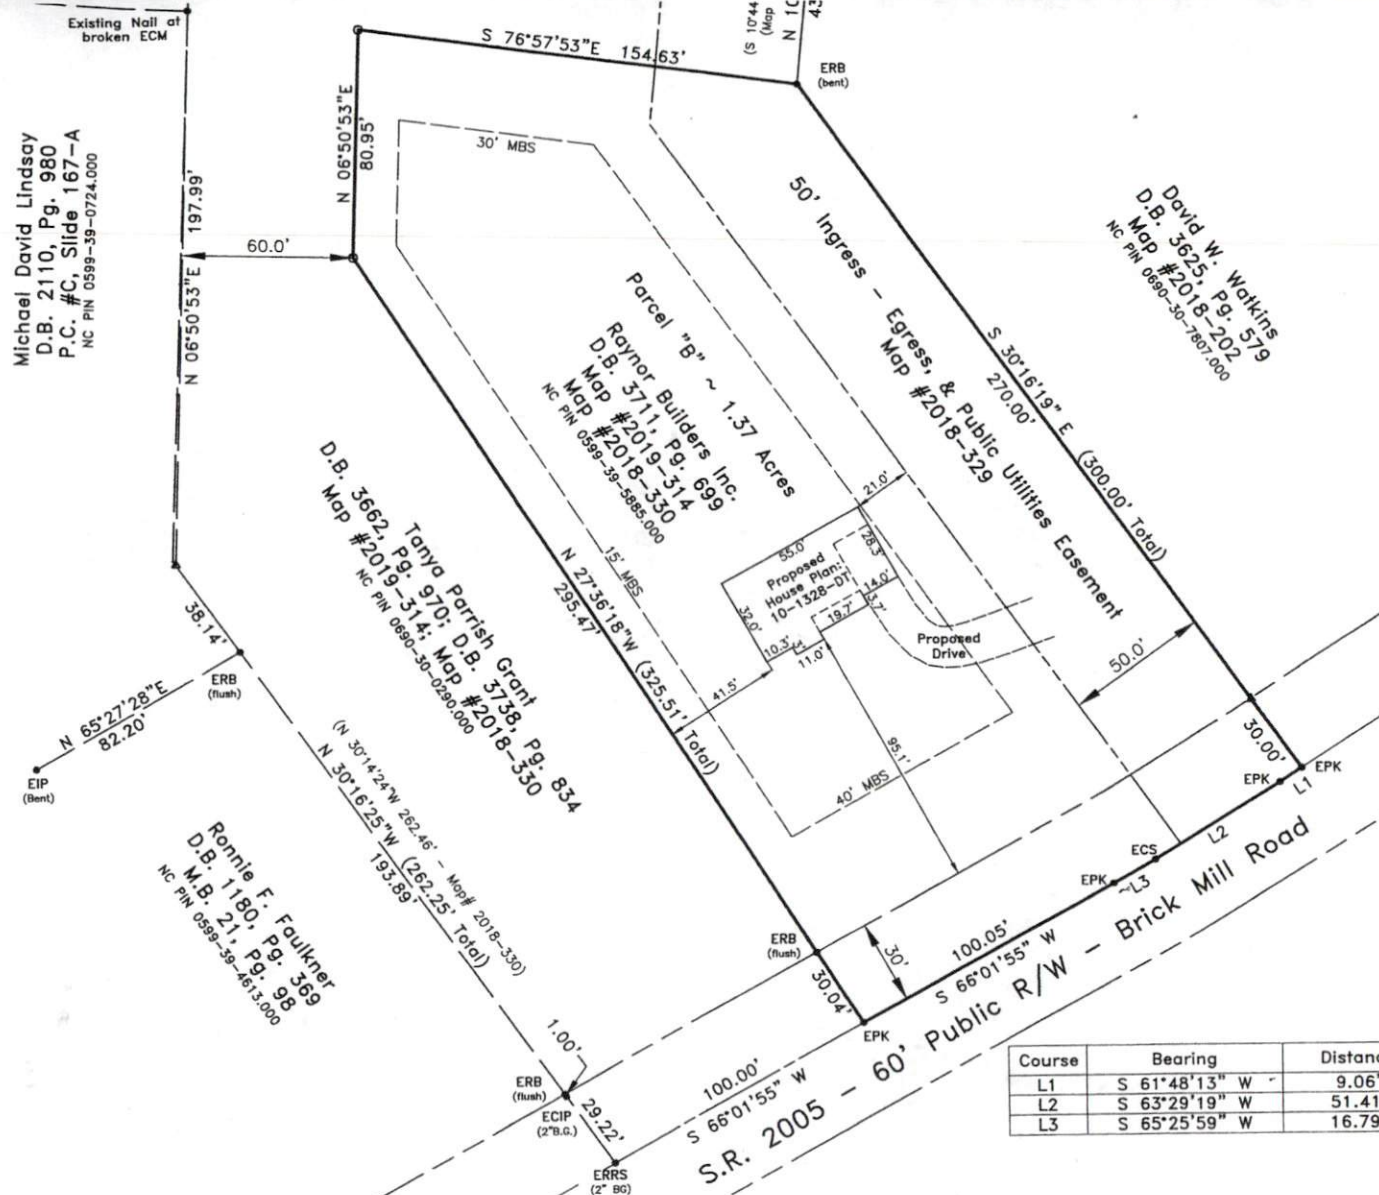 Existing Nail at
broken ECM
S 76°57'53"E 154.63'
(S 10°44
(Map
N 10
43
ERB
(bent)
N 06°50'53"E
80.95'
30' MBS
Michael David Lindsay
D.B. 2110, Pg. 980
P.C. #C, Slide 167-A
NC PIN 0599-39-0724.000
197.99'
N 06°50'53"E
60.0'
50' Ingress - Egress, & Public Utilities Easement
Map #2018-329
David W. Watkins
D.B. 3625, Pg. 579
Map #2018-202
NC PIN 0690-30-7807.000
S 30°16'19" E (300.00' Total)
270.00'
Parcel "B" ~ 1.37 Acres
Raynor Builders Inc.
D.B. 3711, Pg. 699
Map #2019-314
Map #2018-330
NC PIN 0599-39-5885.000
Tanya Parrish Grant
D.B. 3662, Pg. 970; D.B. 3738, Pg. 834
Map #2019-314; Map #2018-330
NC PIN 0690-30-0290.000
N 27°36'18"W (325.51' Total)
295.47'
15' MBS
21.0'
55.0'
28.3'
Proposed
House Plan:
10-1328-DT
14.0'
32.0'
19.7'
3.7'
10.3'
11.0'
Proposed
Drive
41.5'
50.0'
95.1'
40' MBS
38.14'
ERB
(flush)
N 65°27'28"E
82.20'
EIP
(Bent)
(N 30°14'24"W 262.46' - Map# 2018-330)
N 30°16'25"W (262.25' Total)
193.89'
Ronnie F. Faulkner
D.B. 1180, Pg. 369
M.B. 21, Pg. 98
NC PIN 0599-39-4613.000
30.00'
EPK
EPK
L1
L2
ECS
EPK
~L3
ERB
(flush)
30'
100.05'
S 66°01'55" W
30.04'
EPK
1.00'
ERB
(flush)
ECIP
(2"B.G.)
29.22'
100.00'
S 66°01'55" W
ERRS
(2" BG)
S.R. 2005 - 60' Public R/W - Brick Mill Road
Course Bearing Distanc
L1 S 61°48'13" W 9.06'
L2 S 63°29'19" W 51.41
L3 S 65°25'59" W 16.79